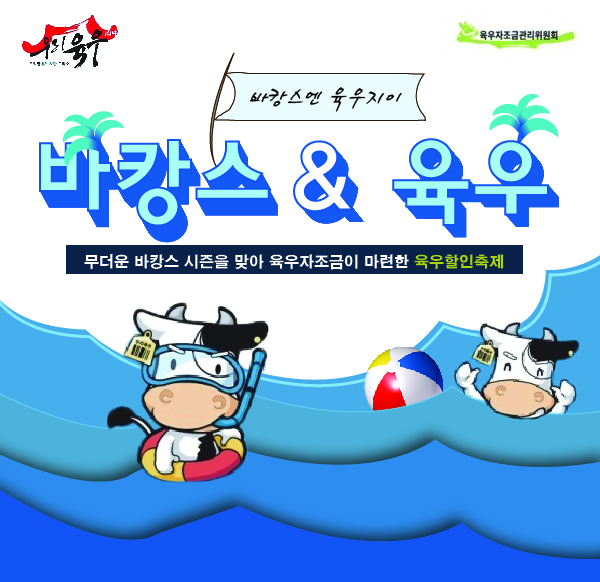 우리육우
육우자조금관리위원회
바캉스엔 육우지이
바캉스 & 육우
무더운 바캉스 시즌을 맞아 육우자조금이 마련한 육우할인축제